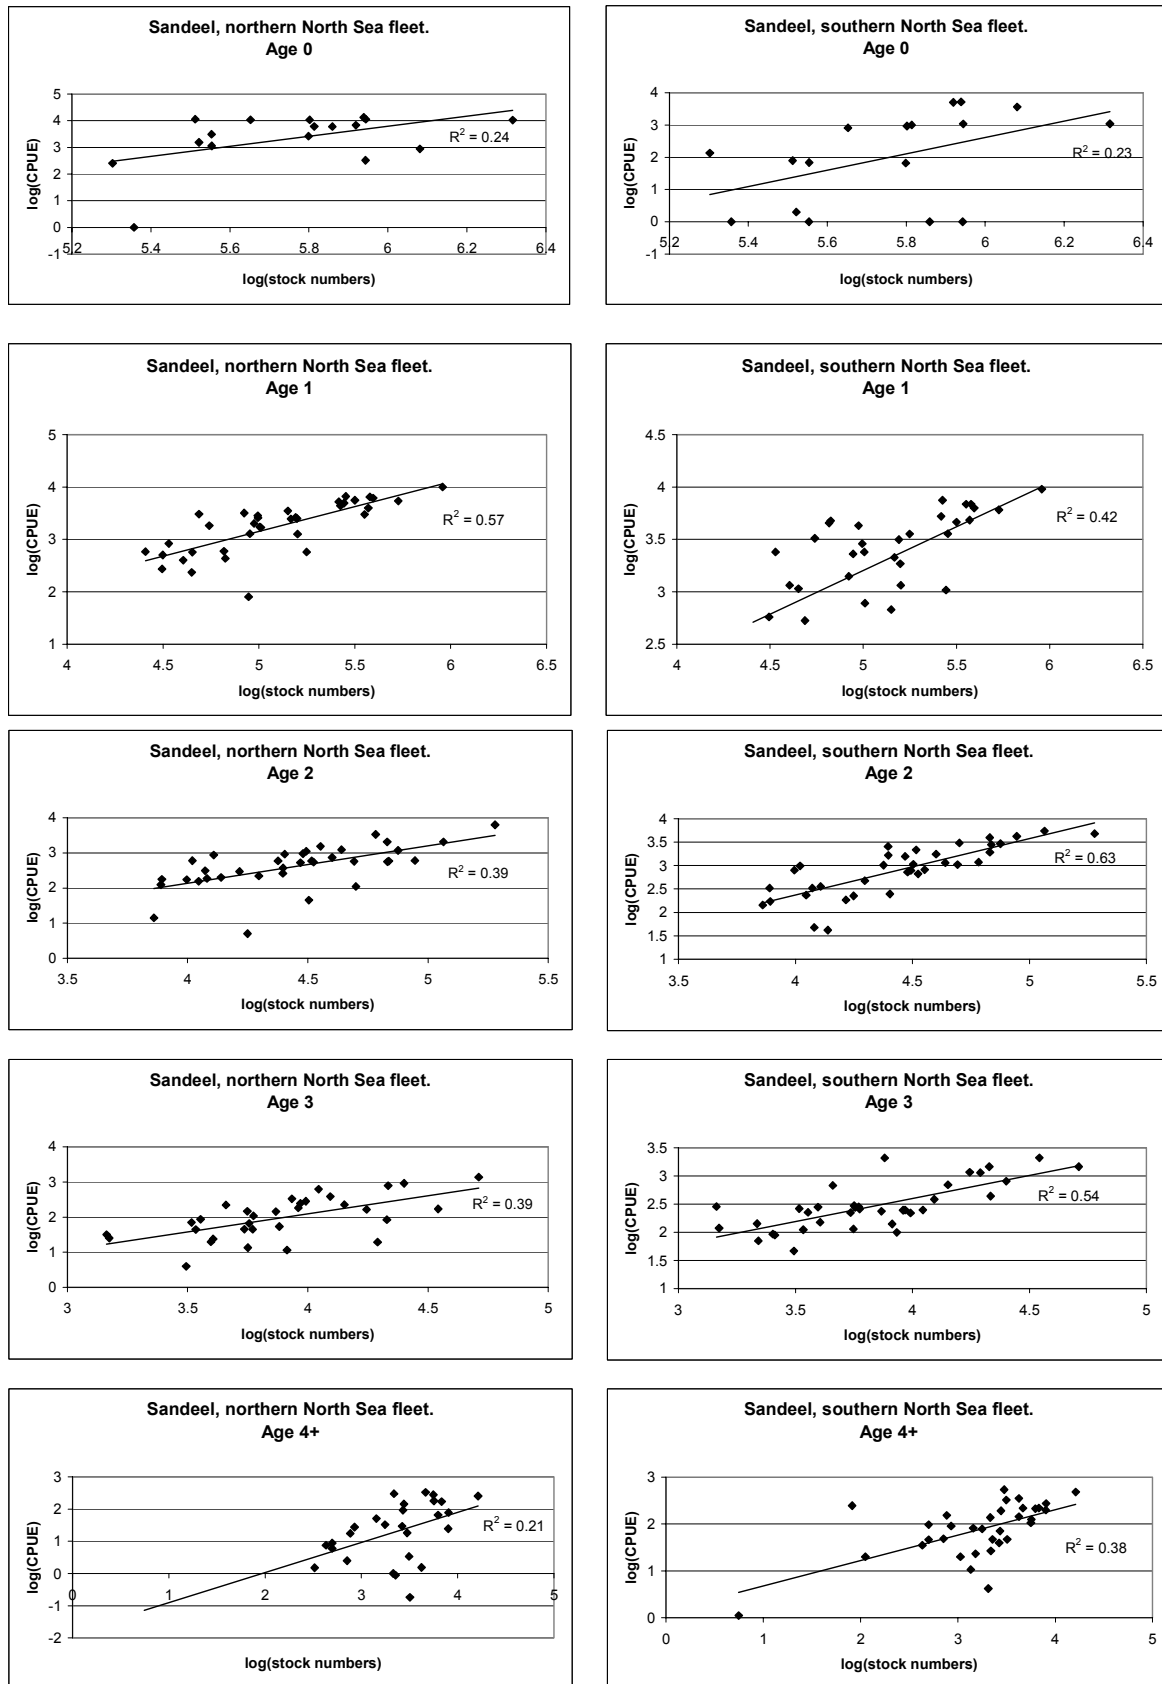 Sandeel, northern North Sea fleet.
Age 0
5
4
3
2
1
0
-1
5.2 5.4 5.6 5.8 6 6.2 6.4
log(CPUE)
log(stock numbers)
R² = 0.24
Sandeel, southern North Sea fleet.
Age 0
4
3
2
1
0
-1
5.2 5.4 5.6 5.8 6 6.2 6.4
log(CPUE)
log(stock numbers)
R² = 0.23
Sandeel, northern North Sea fleet.
Age 1
5
4
3
2
1
4 4.5 5 5.5 6 6.5
log(CPUE)
log(stock numbers)
R² = 0.57
Sandeel, southern North Sea fleet.
Age 1
4.5
4
3.5
3
2.5
4 4.5 5 5.5 6 6.5
log(CPUE)
log(stock numbers)
R² = 0.42
Sandeel, northern North Sea fleet.
Age 2
4
3
2
1
0
3.5 4 4.5 5 5.5
log(CPUE)
log(stock numbers)
R² = 0.39
Sandeel, southern North Sea fleet.
Age 2
4
3.5
3
2.5
2
1.5
1
3.5 4 4.5 5 5.5
log(CPUE)
log(stock numbers)
R² = 0.63
Sandeel, northern North Sea fleet.
Age 3
4
3
2
1
0
3 3.5 4 4.5 5
log(CPUE)
log(stock numbers)
R² = 0.39
Sandeel, southern North Sea fleet.
Age 3
3.5
3
2.5
2
1.5
1
3 3.5 4 4.5 5
log(CPUE)
log(stock numbers)
R² = 0.54
Sandeel, northern North Sea fleet.
Age 4+
3
2
1
0
-1
-2
0 1 2 3 4 5
log(CPUE)
log(stock numbers)
R² = 0.21
Sandeel, southern North Sea fleet.
Age 4+
3
2
1
0
0 1 2 3 4 5
log(CPUE)
log(stock numbers)
R² = 0.38